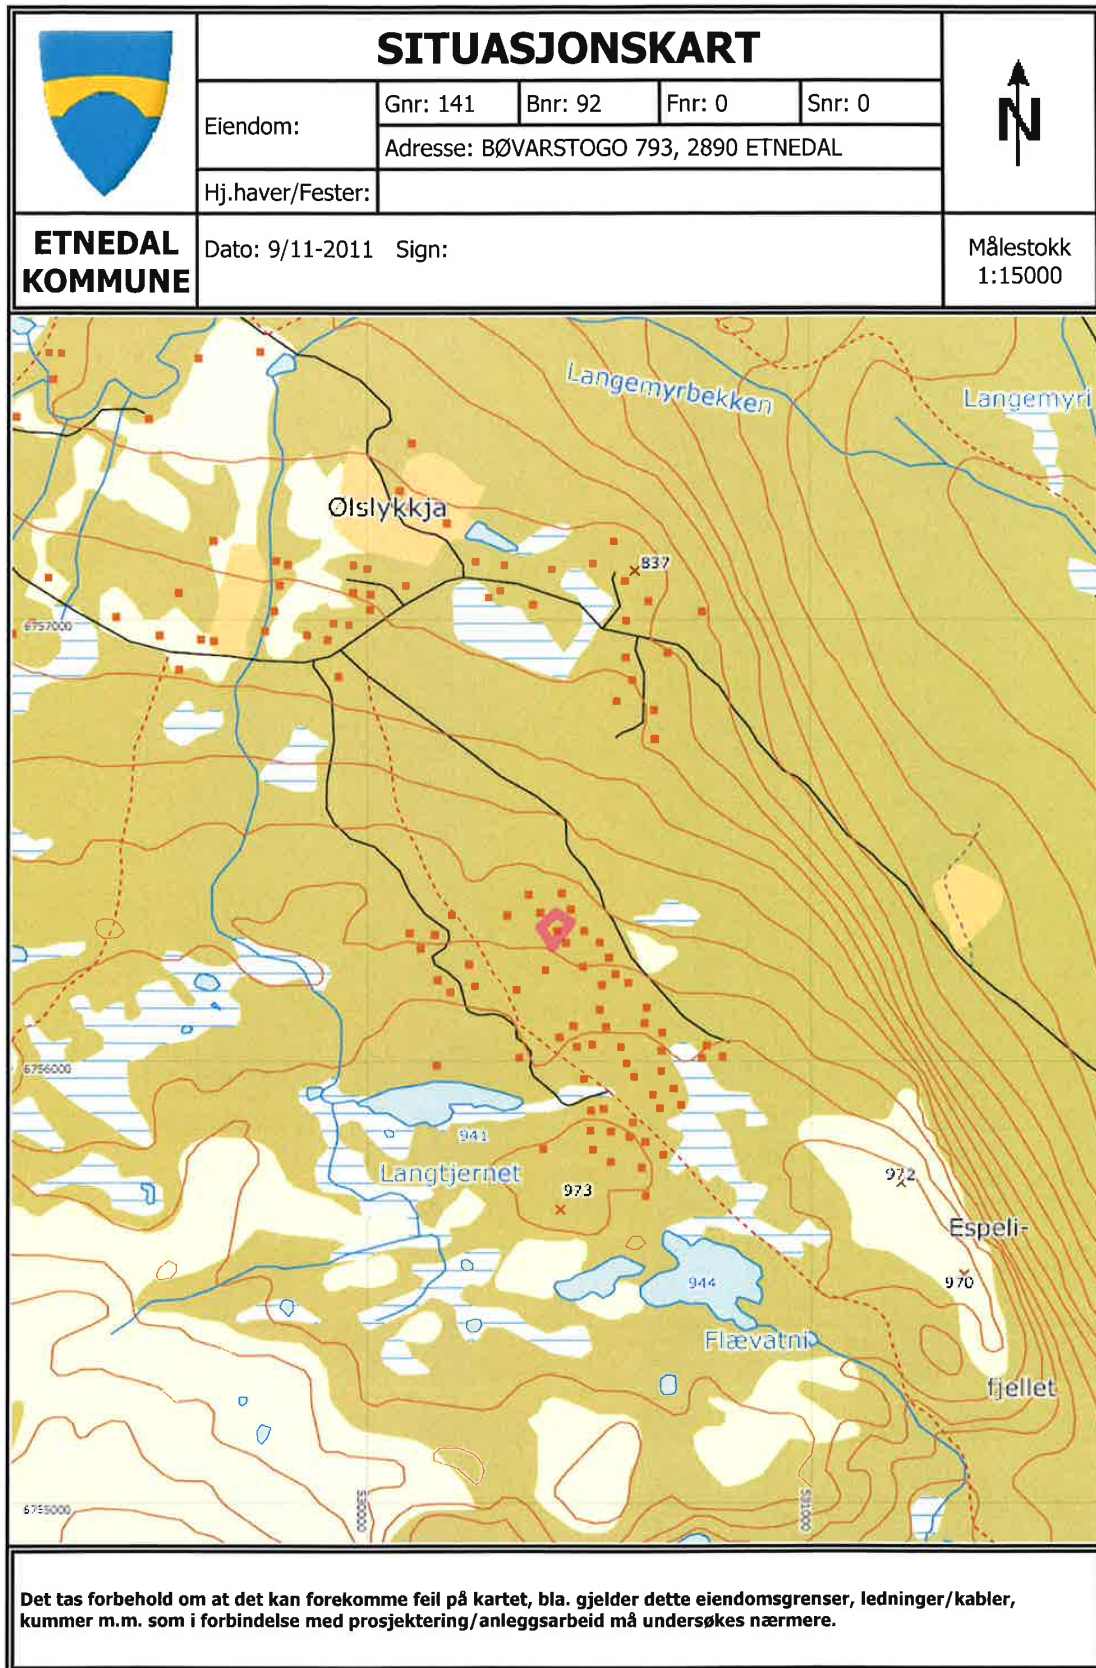 SITUASJONSKART
Eiendom:
Gnr: 141
Bnr: 92
Fnr: 0
Snr: 0
Adresse: BØVARSTOGO 793, 2890 ETNEDAL
Hj.haver/Fester:
N
ETNEDAL
KOMMUNE
Dato: 9/11-2011 Sign:
Målestokk
1:15000
Langemyrbekken
Langemyri
Ølslykkja
837
6757000
6756000
941
Langtjernet
973
972
Espeli-
970
944
Flævatni
fjellet
6755000
530000
531000
Det tas forbehold om at det kan forekomme feil på kartet, bla. gjelder dette eiendomsgrenser, ledninger/kabler,
kummer m.m. som i forbindelse med prosjektering/anleggsarbeid må undersøkes nærmere.